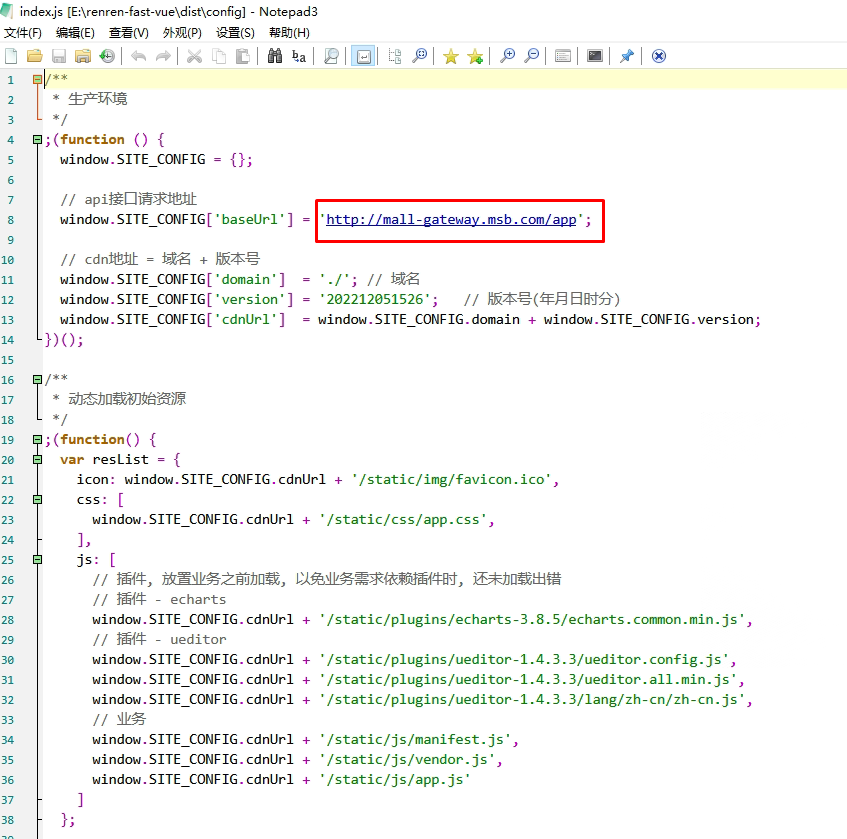 index.js [E:\renren-fast-vue\dist\config] - Notepad3
文件(F) 编辑(E) 查看(V) 外观(P) 设置(S) 帮助(H)
1 /**
2 * 生产环境
3 */
4 ;(function () {
5 window.SITE_CONFIG = {};
6
7 // api接口请求地址
8 window.SITE_CONFIG['baseUrl'] = 'http://mall-gateway.msb.com/app';
9
10 // cdn地址 = 域名 + 版本号
11 window.SITE_CONFIG['domain']  = './'; // 域名
12 window.SITE_CONFIG['version'] = '202212051526';   // 版本号(年月日时分)
13 window.SITE_CONFIG['cdnUrl']  = window.SITE_CONFIG.domain + window.SITE_CONFIG.version;
14 })();
15
16 /**
17 * 动态加载初始资源
18 */
19 ;(function() {
20 var resList = {
21 icon: window.SITE_CONFIG.cdnUrl + '/static/img/favicon.ico',
22 css: [
23 window.SITE_CONFIG.cdnUrl + '/static/css/app.css',
24 ],
25 js: [
26 // 插件, 放置业务之前加载, 以免业务需求依赖插件时, 还未加载出错
27 // 插件 - echarts
28 window.SITE_CONFIG.cdnUrl + '/static/plugins/echarts-3.8.5/echarts.common.min.js',
29 // 插件 - ueditor
30 window.SITE_CONFIG.cdnUrl + '/static/plugins/ueditor-1.4.3.3/ueditor.config.js',
31 window.SITE_CONFIG.cdnUrl + '/static/plugins/ueditor-1.4.3.3/ueditor.all.min.js',
32 window.SITE_CONFIG.cdnUrl + '/static/plugins/ueditor-1.4.3.3/lang/zh-cn/zh-cn.js',
33 // 业务
34 window.SITE_CONFIG.cdnUrl + '/static/js/manifest.js',
35 window.SITE_CONFIG.cdnUrl + '/static/js/vendor.js',
36 window.SITE_CONFIG.cdnUrl + '/static/js/app.js'
37 ]
38 };